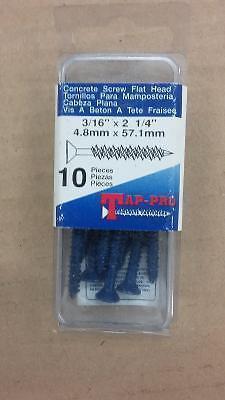 Concrete Screw Flat Head
Tornillos Para Mamposteria
Cabeza Plana
Vis A Beton A Tete Fraisee
3/16" x 2 1/4"
4.8mm x 57.1mm
10 Pieces
Piezas
Pieces
TAP-PRO